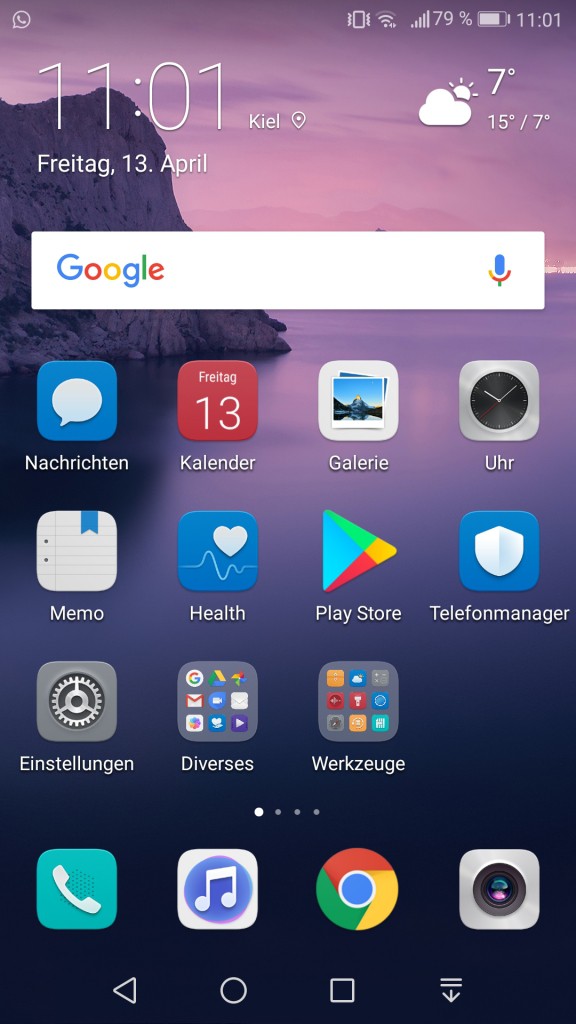 79 % 11:01
11:01 Kiel 7°
15° / 7°
Freitag, 13. April
Google
Freitag
13
Nachrichten Kalender Galerie Uhr
Memo Health Play Store Telefonmanager
Einstellungen Diverses Werkzeuge